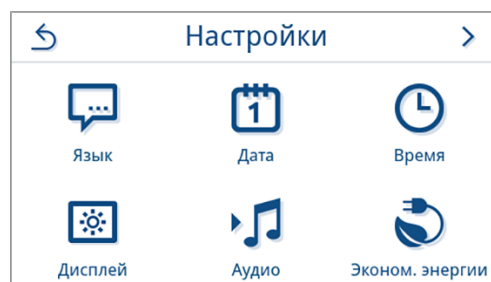 Настройки
1
Язык
Дата
Время
Дисплей
Аудио
Эконом. энергии